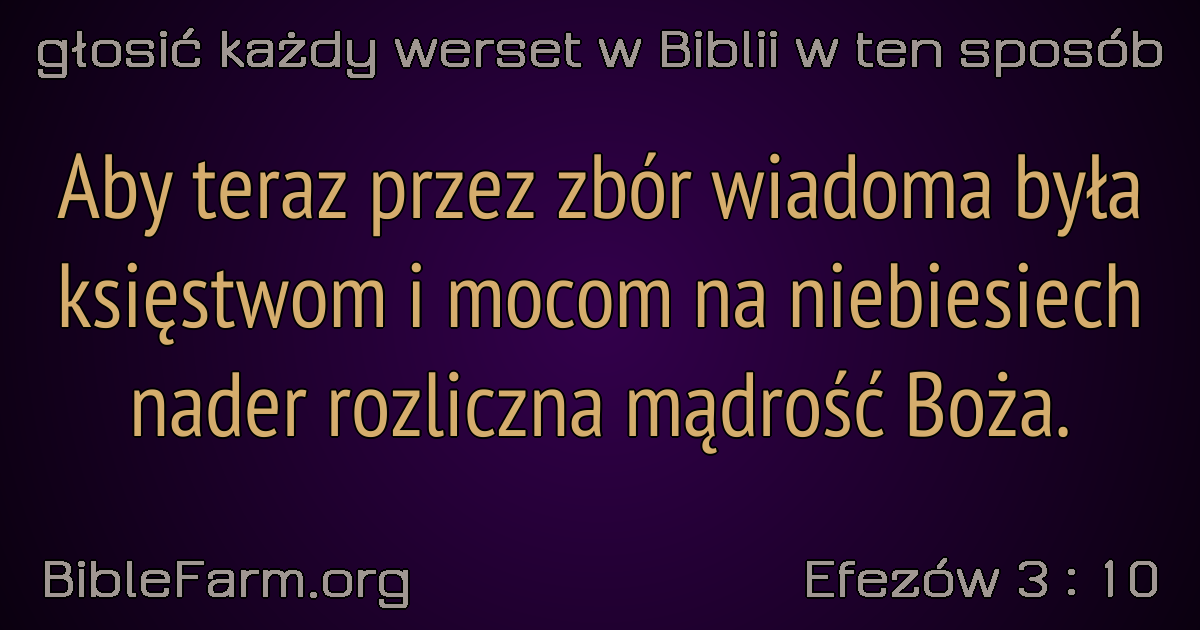 głosić każdy werset w Biblii w ten sposób
Aby teraz przez zbór wiadoma była
księstwom i mocom na niebiesiech
nader rozliczna mądrość Boża.
BibleFarm.org
Efezów 3 : 10